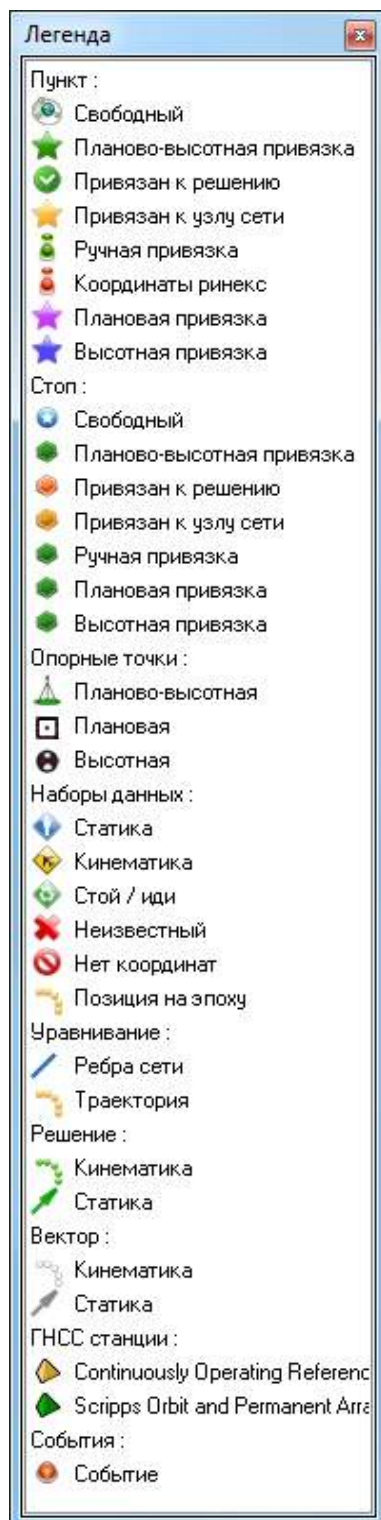 Легенда
Пункт :
Свободный
Планово-высотная привязка
Привязан к решению
Привязан к узлу сети
Ручная привязка
Координаты ринекс
Плановая привязка
Высотная привязка
Стоп :
Свободный
Планово-высотная привязка
Привязан к решению
Привязан к узлу сети
Ручная привязка
Плановая привязка
Высотная привязка
Опорные точки :
Планово-высотная
Плановая
Высотная
Наборы данных :
Статика
Кинематика
Стой / иди
Неизвестный
Нет координат
Позиция на эпоху
Уравнивание :
Ребра сети
Траектория
Решение :
Кинематика
Статика
Вектор :
Кинематика
Статика
ГНСС станции :
Continuously Operating Referenc
Scripps Orbit and Permanent Arra
События :
Событие